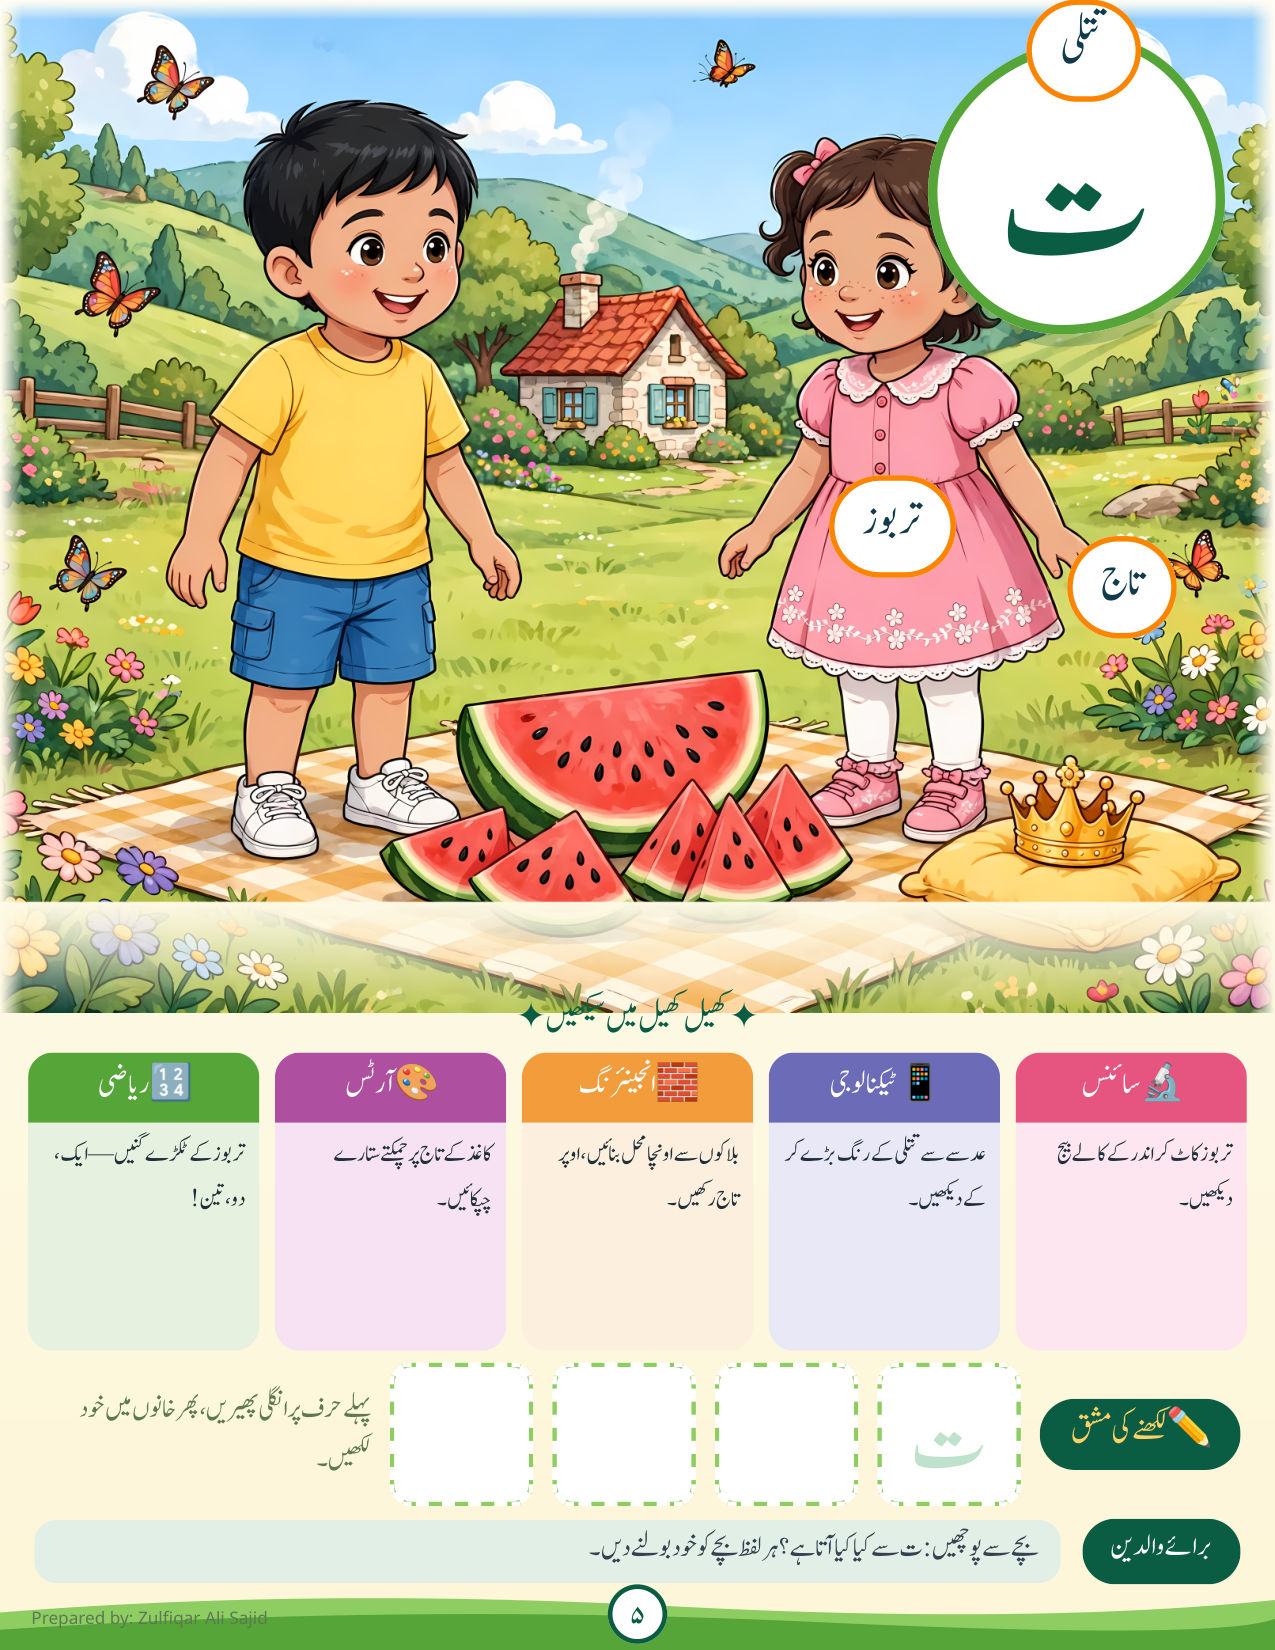 تتلی
ت
تربوز
تاج
✦ کھیل کھیل میں سیکھیں ✦
🔬 سائنس
تربوز کاٹ کر اندر کے کالے بیج
دیکھیں۔
📱 ٹیکنالوجی
عدسے سے تتلی کے رنگ بڑے کر
کے دیکھیں۔
🧱 انجینئرنگ
بلاکوں سے اونچا محل بنائیں، اوپر
تاج رکھیں۔
🎨 آرٹس
کاغذ کے تاج پر چمکتے ستارے
چپکائیں۔
🔢 ریاضی
تربوز کے ٹکڑے گنیں — ایک،
دو، تین!
✏️ لکھنے کی مشق
ت
پہلے حرف پر انگلی پھیریں، پھر خانوں میں خود
لکھیں۔
برائے والدین
بچے سے پوچھیں: ت سے کیا کیا آتا ہے؟ ہر لفظ بچے کو خود بولنے دیں۔
۵
Prepared by: Zulfiqar Ali Sajid